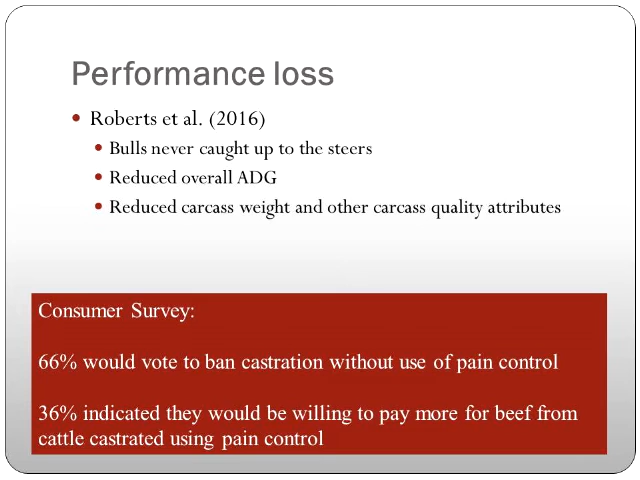 Performance loss
• Roberts et al. (2016)
• Bulls never caught up to the steers
• Reduced overall ADG
• Reduced carcass weight and other carcass quality attributes
Consumer Survey:
66% would vote to ban castration without use of pain control
36% indicated they would be willing to pay more for beef from
cattle castrated using pain control